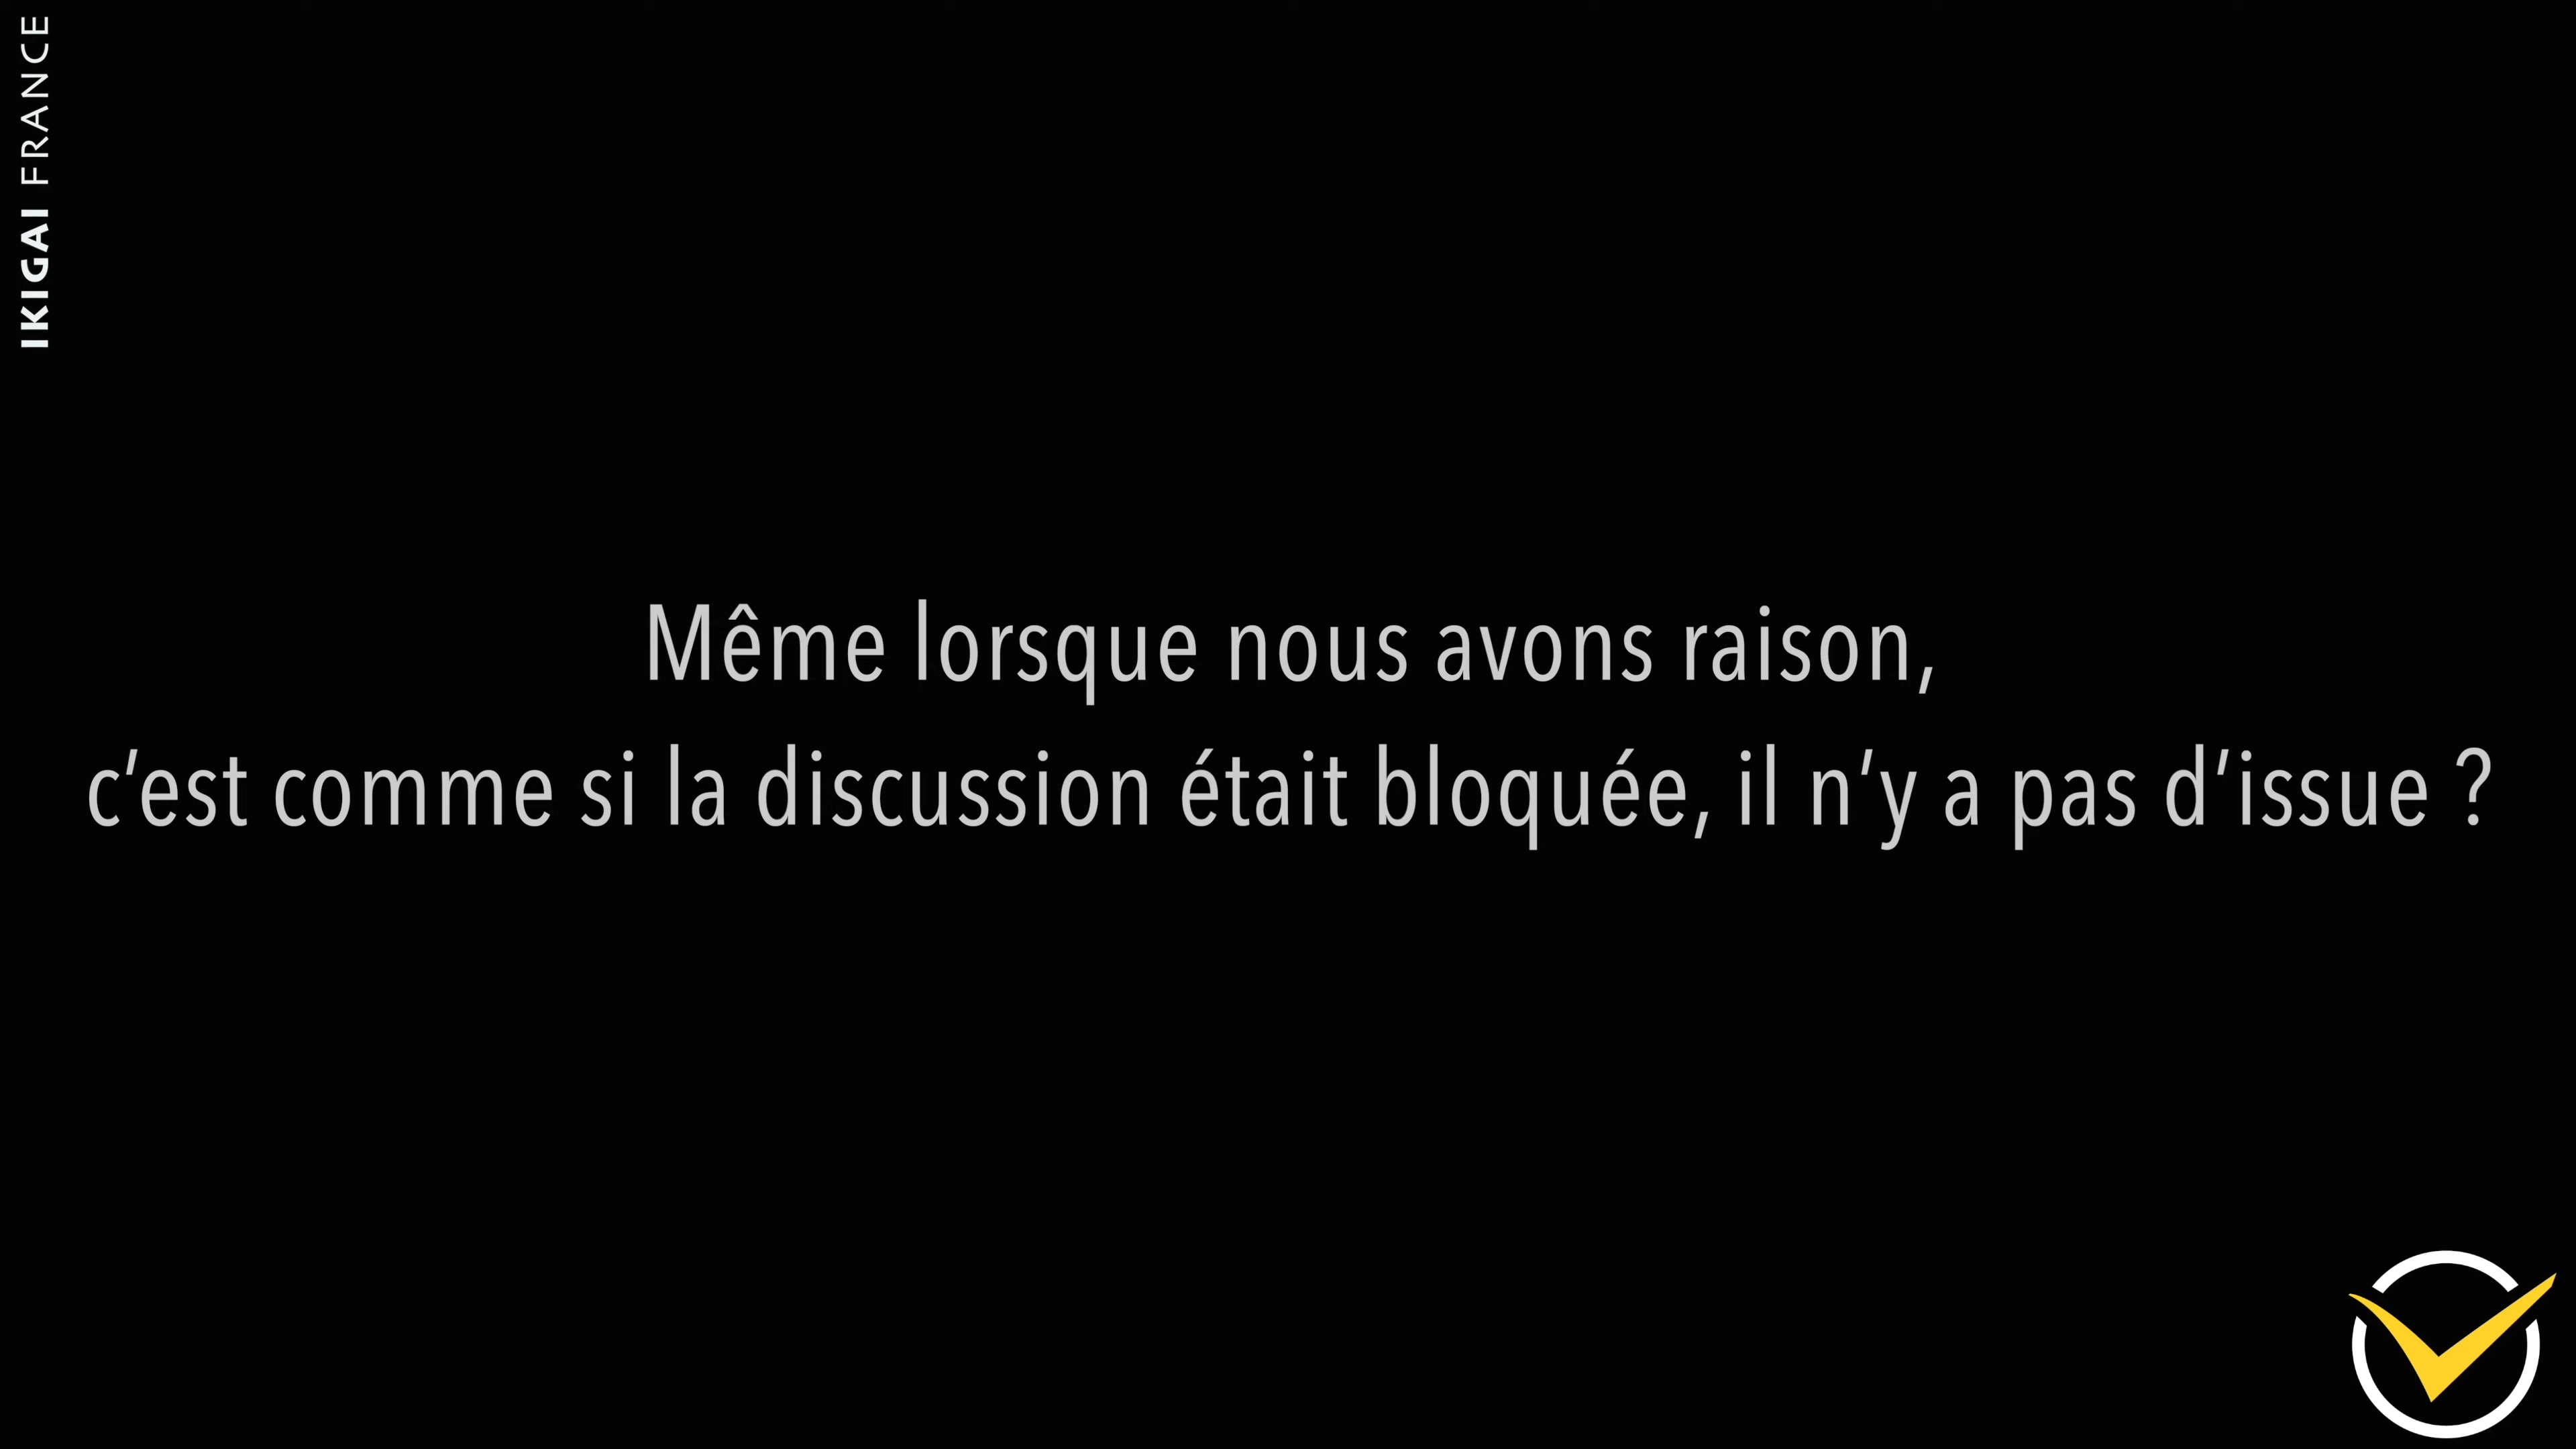 IKIGAI FRANCE
Même lorsque nous avons raison,
c’est comme si la discussion était bloquée, il n’y a pas d’issue ?